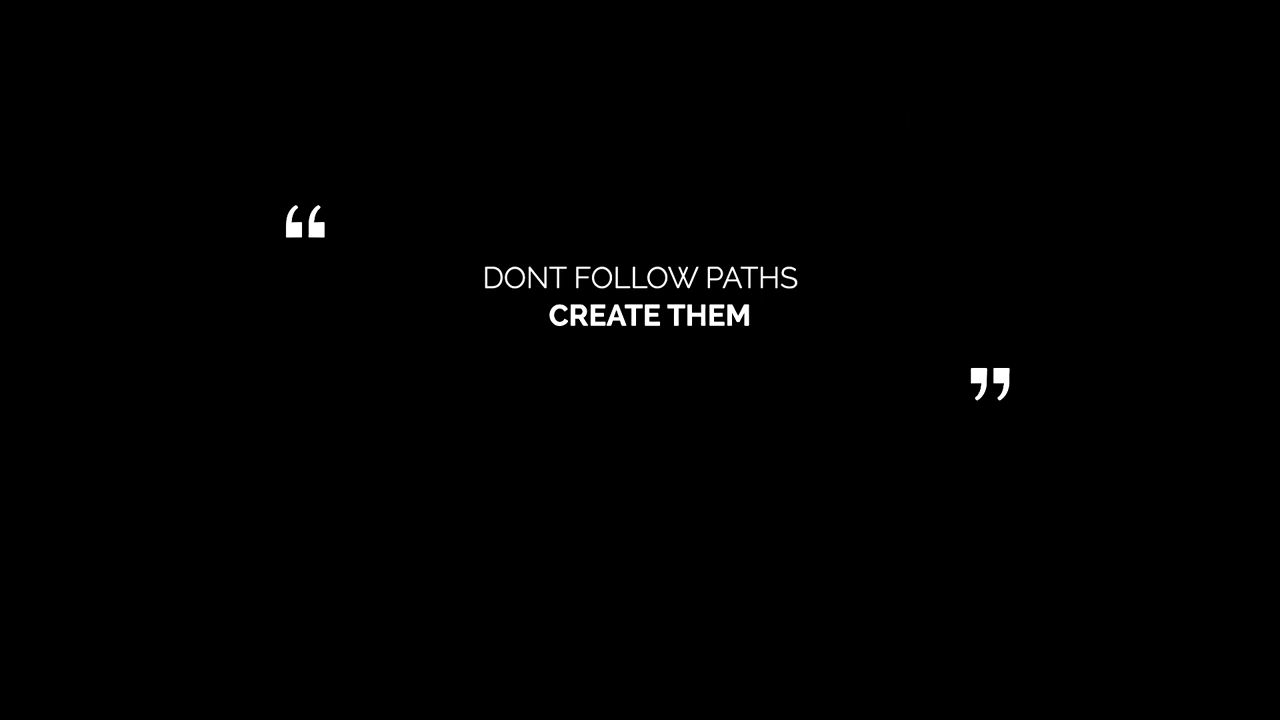 “
DONT FOLLOW PATHS
CREATE THEM
”